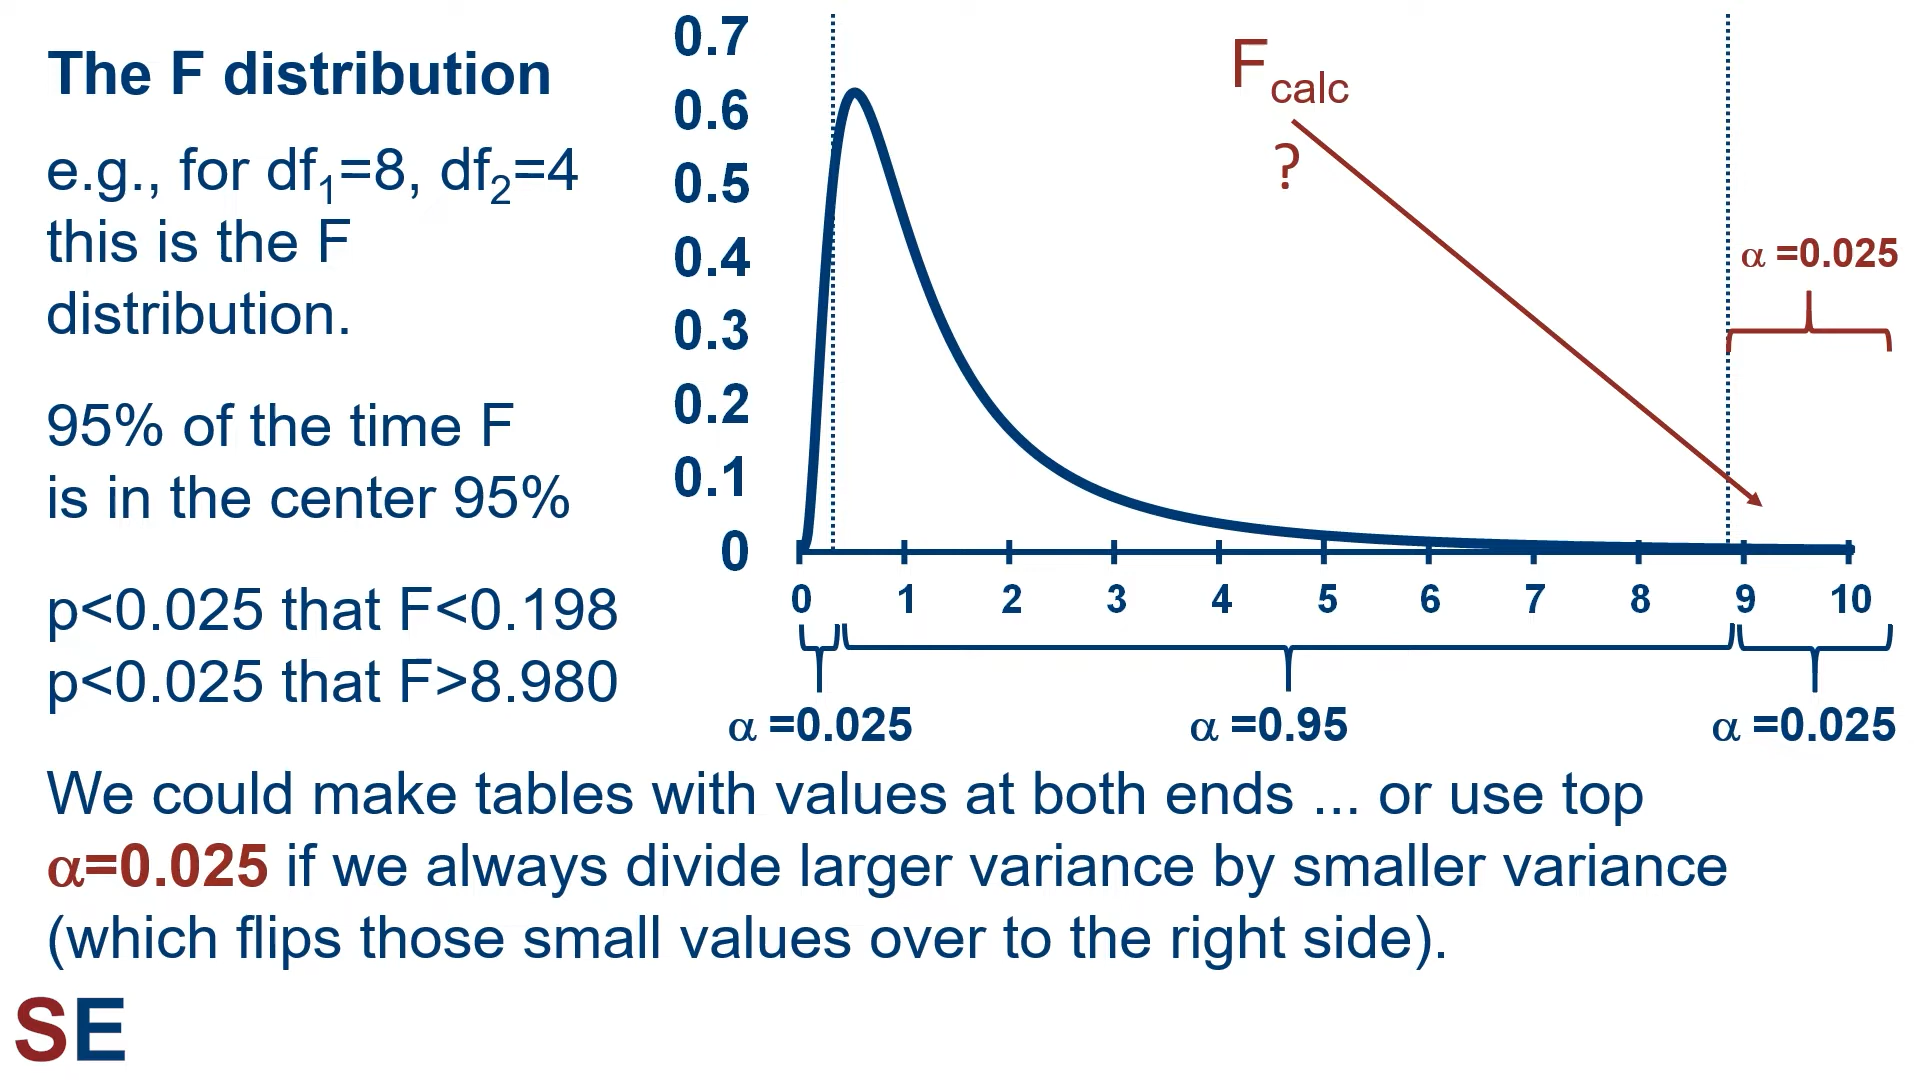 The F distribution
e.g., for df₁=8, df₂=4
this is the F
distribution.
95% of the time F
is in the center 95%
p<0.025 that F<0.198
p<0.025 that F>8.980
0.7
0.6
0.5
0.4
0.3
0.2
0.1
0
F calc
?
α =0.025
0 1 2 3 4 5 6 7 8 9 10
α =0.025 α =0.95 α =0.025
We could make tables with values at both ends ... or use top
α=0.025 if we always divide larger variance by smaller variance
(which flips those small values over to the right side).
SE